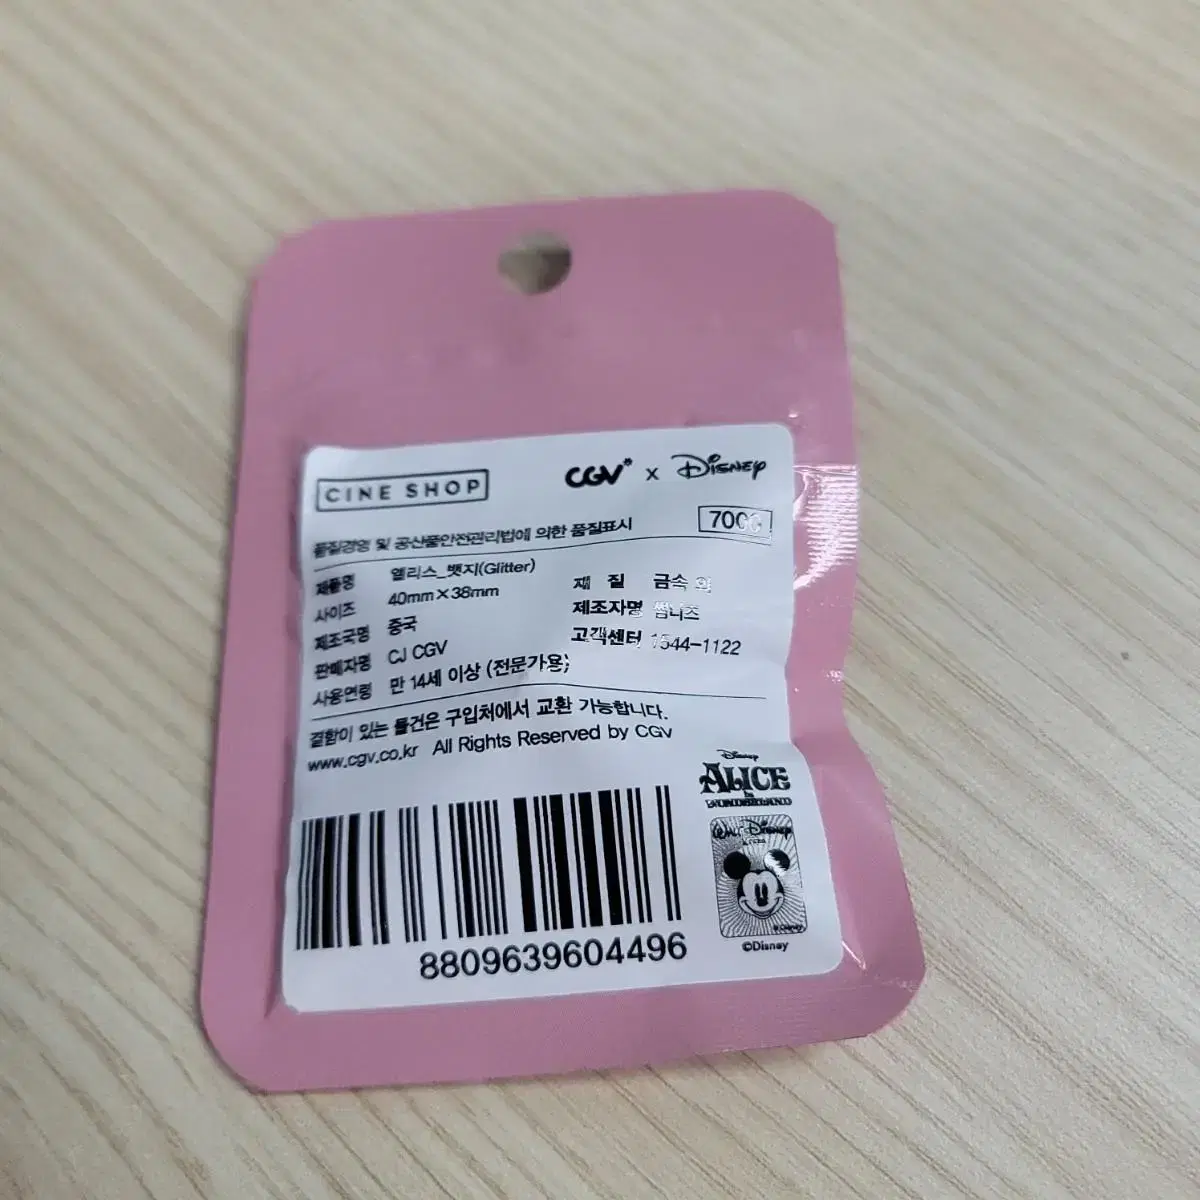 CINE SHOP
CGV x Disney
7000
품질경영 및 공산품안전관리법에 의한 품질표시
제품명 앨리스_뱃지(Glitter)
사이즈 40mm×38mm
제조국명 중국
판매자명 CJ CGV
사용연령 만 14세 이상 (전문가용)
재 질 금속 외
제조자명 썸니즈
고객센터 1544-1122
결함이 있는 물건은 구입처에서 교환 가능합니다.
www.cgv.co.kr All Rights Reserved by CGV
Disney
ALICE
IN
WONDERLAND
WALT DISNEY
©Disney
©Disney
8809639604496